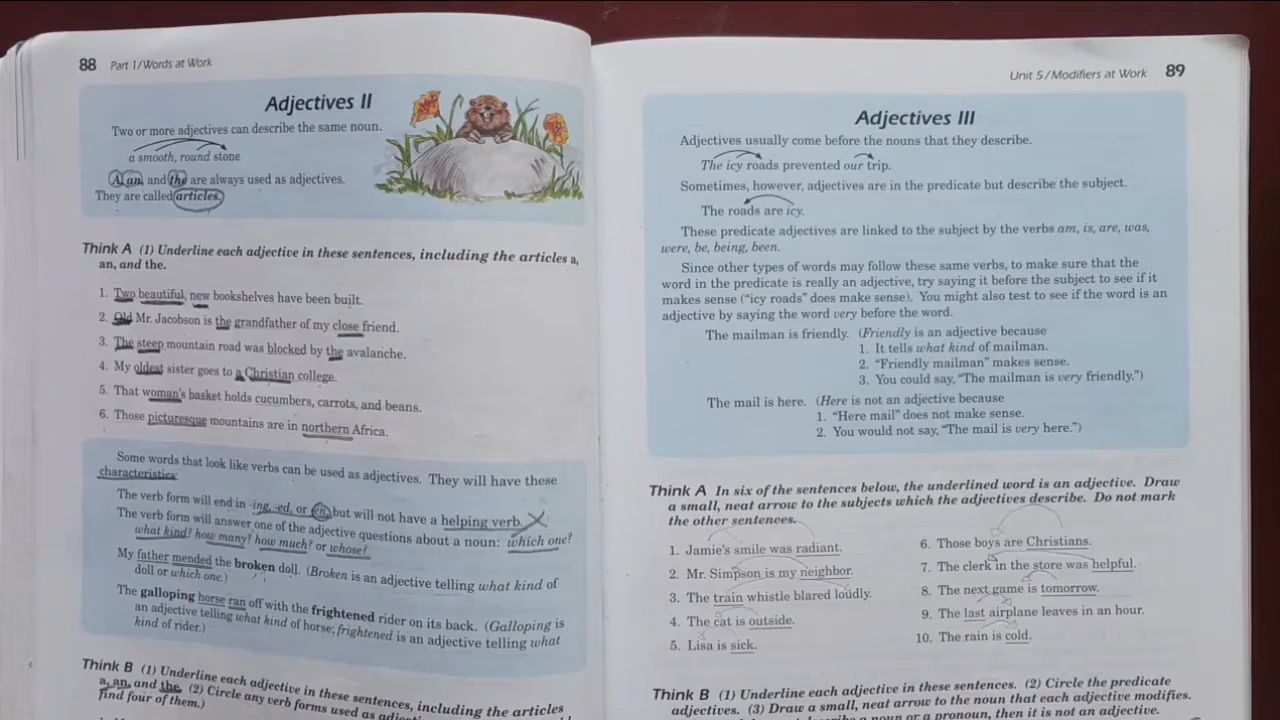 88 Part 1/Words at Work
Adjectives II
Two or more adjectives can describe the same noun.
a smooth, round stone
A, an, and the are always used as adjectives.
They are called articles.
Think A (1) Underline each adjective in these sentences, including the articles a,
an, and the.
1. Two beautiful, new bookshelves have been built.
2. Old Mr. Jacobson is the grandfather of my close friend.
3. The steep mountain road was blocked by the avalanche.
4. My oldest sister goes to a Christian college.
5. That woman's basket holds cucumbers, carrots, and beans.
6. Those picturesque mountains are in northern Africa.
Some words that look like verbs can be used as adjectives. They will have these
characteristics:
The verb form will end in -ing, -ed, or -en, but will not have a helping verb.
The verb form will answer one of the adjective questions about a noun: which one?
what kind? how many? how much? or whose?
My father mended the broken doll. (Broken is an adjective telling what kind of
doll or which one.)
The galloping horse ran off with the frightened rider on its back. (Galloping is
an adjective telling what kind of horse; frightened is an adjective telling what
kind of rider.)
Think B (1) Underline each adjective in these sentences, including the articles
a, an, and the. (2) Circle any verb forms used as
find four of them.)
Unit 5/Modifiers at Work 89
Adjectives III
Adjectives usually come before the nouns that they describe.
The icy roads prevented our trip.
Sometimes, however, adjectives are in the predicate but describe the subject.
The roads are icy.
These predicate adjectives are linked to the subject by the verbs am, is, are, was,
were, be, being, been.
Since other types of words may follow these same verbs, to make sure that the
word in the predicate is really an adjective, try saying it before the subject to see if it
makes sense ("icy roads" does make sense). You might also test to see if the word is an
adjective by saying the word very before the word.
The mailman is friendly. (Friendly is an adjective because
1. It tells what kind of mailman.
2. "Friendly mailman" makes sense.
3. You could say, "The mailman is very friendly.")
The mail is here. (Here is not an adjective because
1. "Here mail" does not make sense.
2. You would not say, "The mail is very here.")
Think A In six of the sentences below, the underlined word is an adjective. Draw
a small, neat arrow to the subjects which the adjectives describe. Do not mark
the other sentences.
1. Jamie's smile was radiant.
2. Mr. Simpson is my neighbor.
3. The train whistle blared loudly.
4. The cat is outside.
5. Lisa is sick.
6. Those boys are Christians.
7. The clerk in the store was helpful.
8. The next game is tomorrow.
9. The last airplane leaves in an hour.
10. The rain is cold.
Think B (1) Underline each adjective in these sentences. (2) Circle the predicate
adjectives. (3) Draw a small, neat arrow to the noun that each adjective modifies.
a noun or a pronoun, then it is not an adjective.